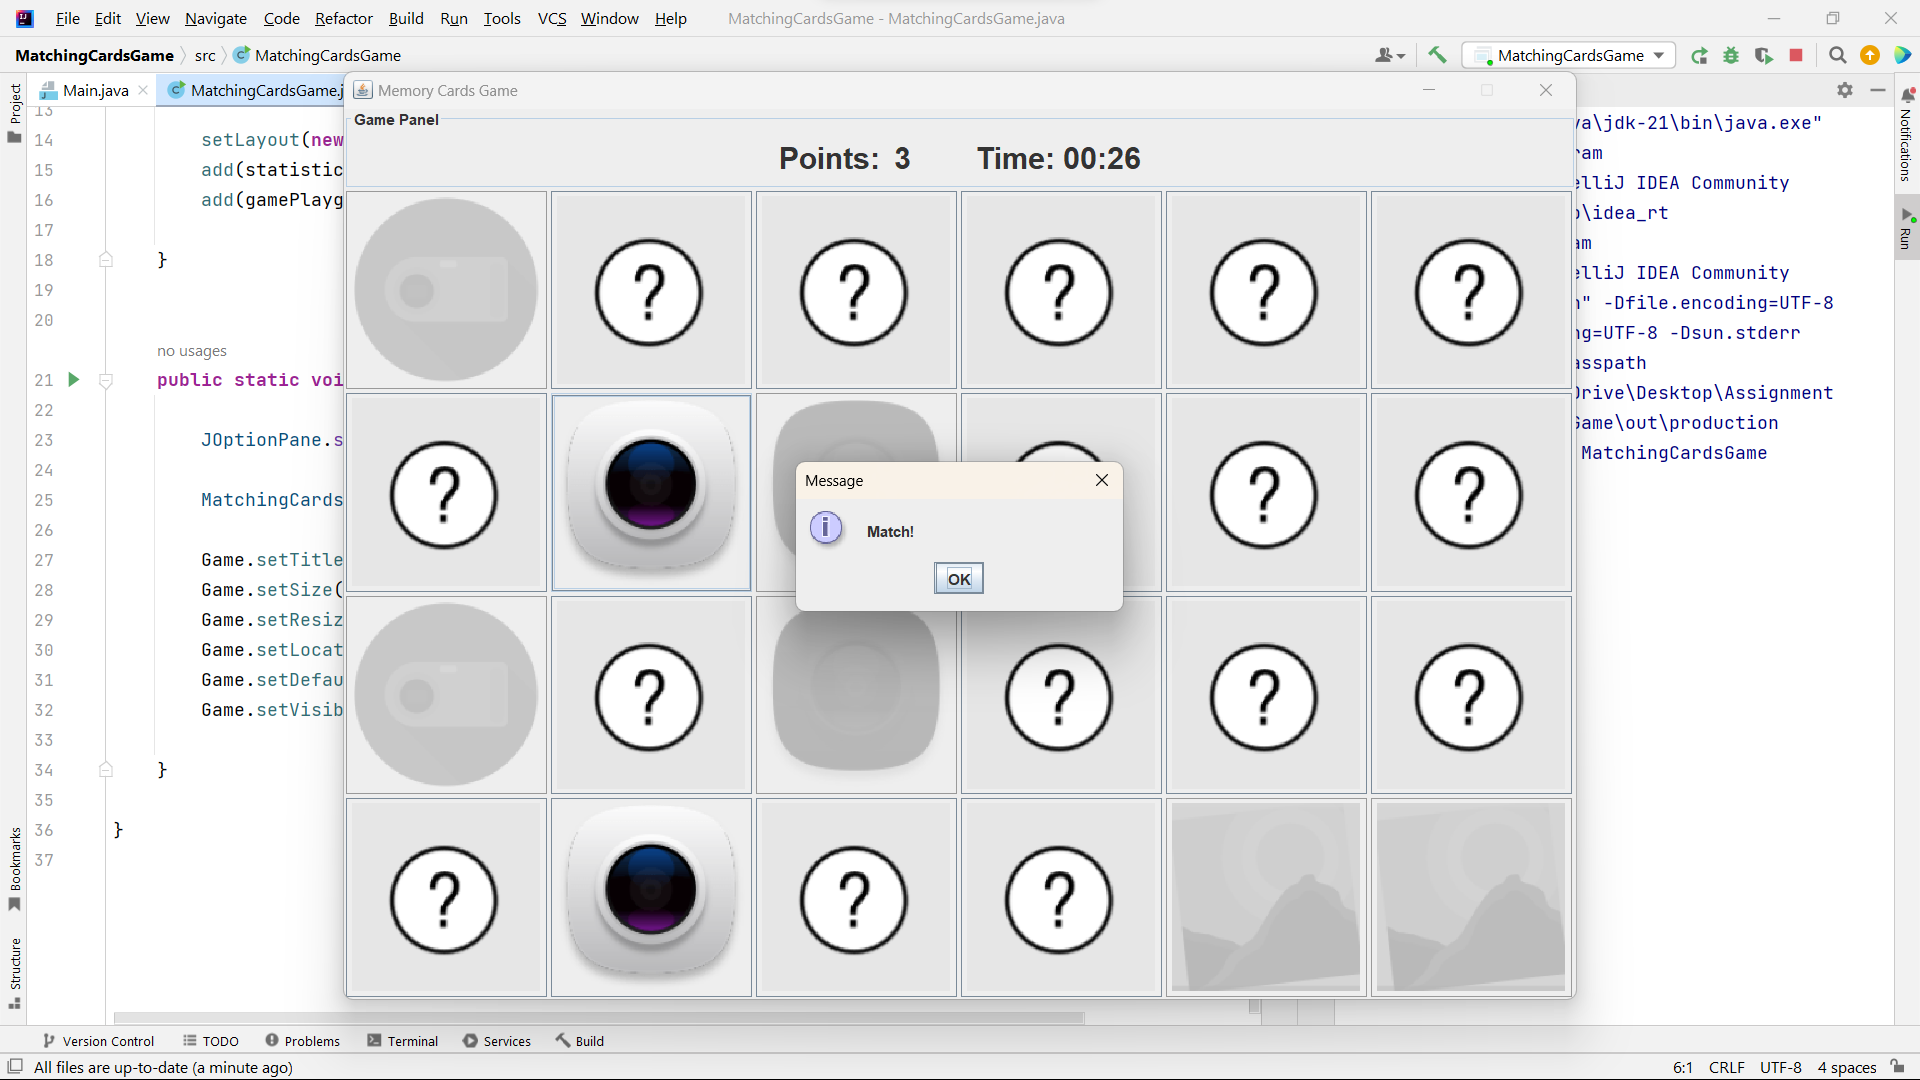 File Edit View Navigate Code Refactor Build Run Tools VCS Window Help MatchingCardsGame - MatchingCardsGame.java
MatchingCardsGame src MatchingCardsGame MatchingCardsGame
Main.java MatchingCardsGame.j
Memory Cards Game
Game Panel
Points: 3 Time: 00:26
Project
Bookmarks
Structure
Notifications
Run
13
14 setLayout(new
15 add(statistic
16 add(gamePlayg
17
18 }
19
20
no usages
21 public static voi
22
23 JOptionPane.s
24
25 MatchingCards
26
27 Game.setTitle
28 Game.setSize(
29 Game.setResiz
30 Game.setLocat
31 Game.setDefau
32 Game.setVisib
33
34 }
35
36 }
37
? ? ? ? ?
? ? ?
? ? ? ?
? ? ?
Message
i Match!
OK
va\jdk-21\bin\java.exe"
ram
elliJ IDEA Community
o\idea_rt
am
elliJ IDEA Community
n" -Dfile.encoding=UTF-8
ng=UTF-8 -Dsun.stderr
asspath
Drive\Desktop\Assignment
Game\out\production
MatchingCardsGame
Version Control TODO Problems Terminal Services Build
All files are up-to-date (a minute ago) 6:1 CRLF UTF-8 4 spaces